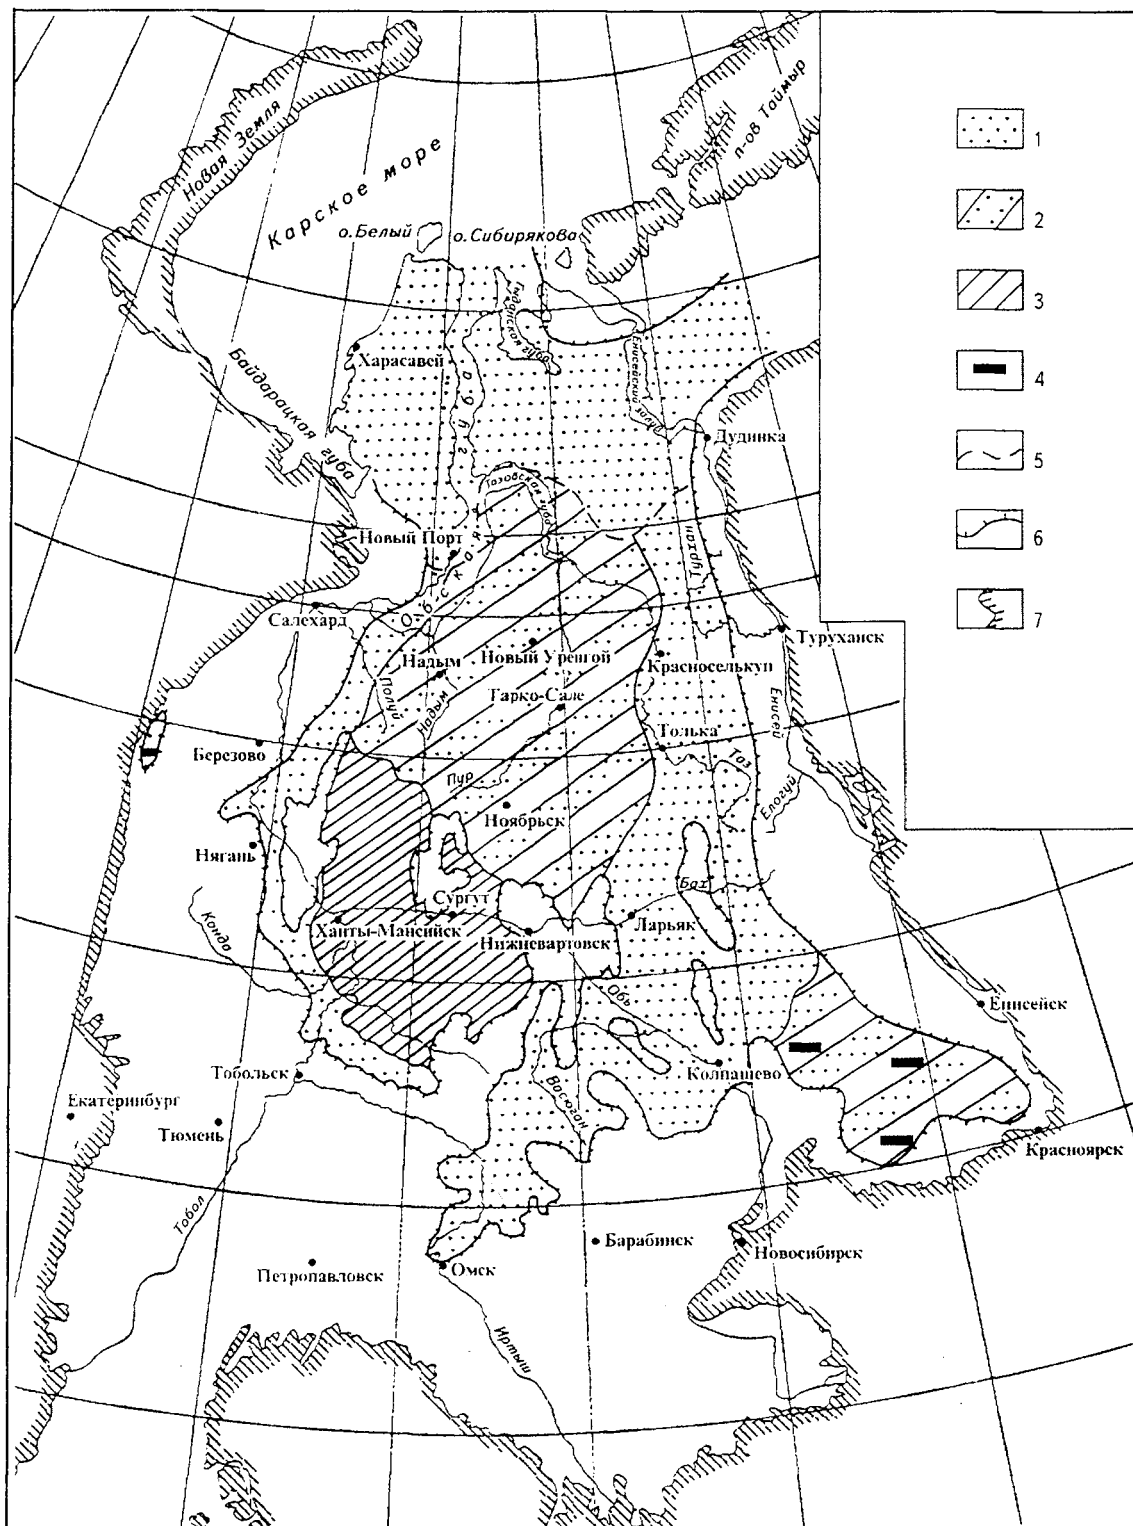 Новая Земля
Карское море
п-ов Таймыр
о.Белый
о.Сибирякова
Гыданская губа
Енисейский залив
Харасавей
Байдарацкая губа
Обская губа
Дудинка
Тазовская губа
Новый Порт
Турухан
Салехард
Туруханск
Новый Уренгой
Красноселькуп
Надым
Полуй
Надым
Тарко-Сале
Енисей
Березово
Толька
Таз
Пур
Елогуй
Ноябрьск
Нягань
Вах
Сургут
Ханты-Мансийск
Ларьяк
Конда
Нижневартовск
Обь
Енисейск
Тобольск
Колпашево
Васюган
Екатеринбург
Тюмень
Красноярск
Тобол
Барабинск
Новосибирск
Петропавловск
Омск
Иртыш
1
2
3
4
5
6
7